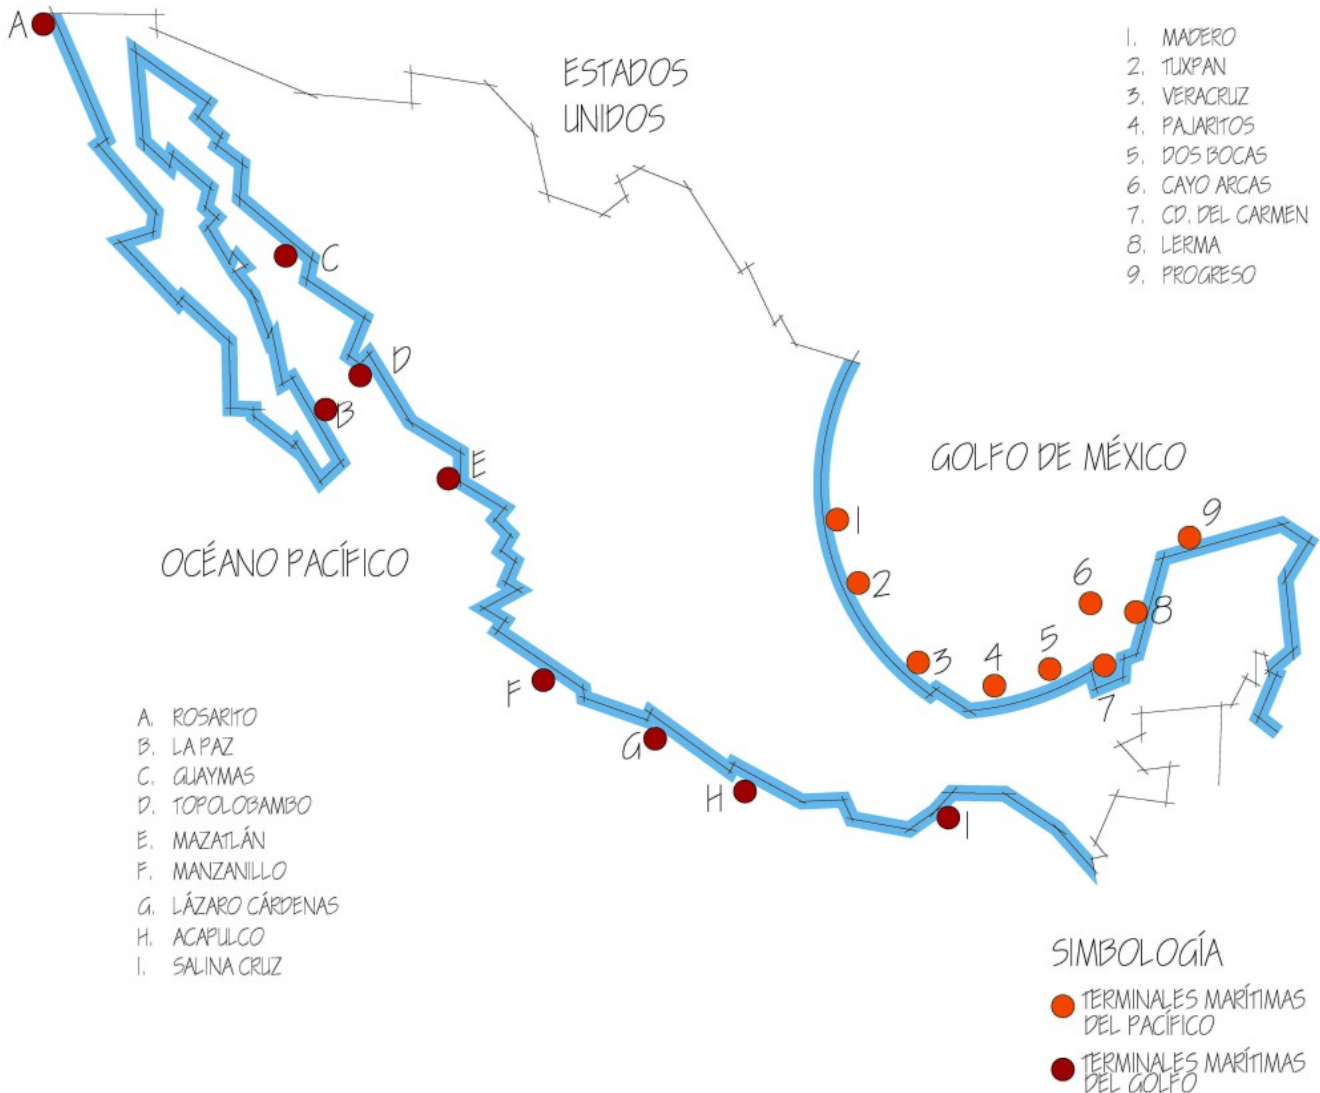 A
ESTADOS
UNIDOS
1. MADERO
2. TUXPAN
3. VERACRUZ
4. PAJARITOS
5. DOS BOCAS
6. CAYO ARCAS
7. CD. DEL CARMEN
8. LERMA
9. PROGRESO
C
D
B
E
GOLFO DE MÉXICO
OCÉANO PACÍFICO
1
2
3
4
5
6
7
8
9
F
G
H
I
A. ROSARITO
B. LA PAZ
C. GUAYMAS
D. TOPOLOBAMBO
E. MAZATLÁN
F. MANZANILLO
G. LÁZARO CÁRDENAS
H. ACAPULCO
I. SALINA CRUZ
SIMBOLOGÍA
TERMINALES MARÍTIMAS
DEL PACÍFICO
TERMINALES MARÍTIMAS
DEL GOLFO